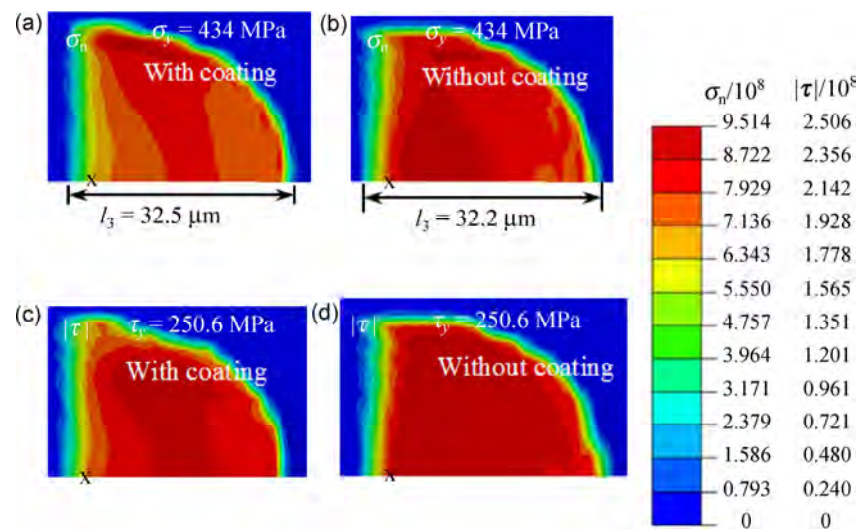 (a)
σn
σy = 434 MPa
With coating
x
l3 = 32.5 μm
(b)
σn
σy = 434 MPa
Without coating
x
l3 = 32.2 μm
(c)
|τ|
τy = 250.6 MPa
With coating
x
(d)
|τ|
τy = 250.6 MPa
Without coating
x
σn/10^8 |τ|/10^8
9.514 2.506
8.722 2.356
7.929 2.142
7.136 1.928
6.343 1.778
5.550 1.565
4.757 1.351
3.964 1.201
3.171 0.961
2.379 0.721
1.586 0.480
0.793 0.240
0 0